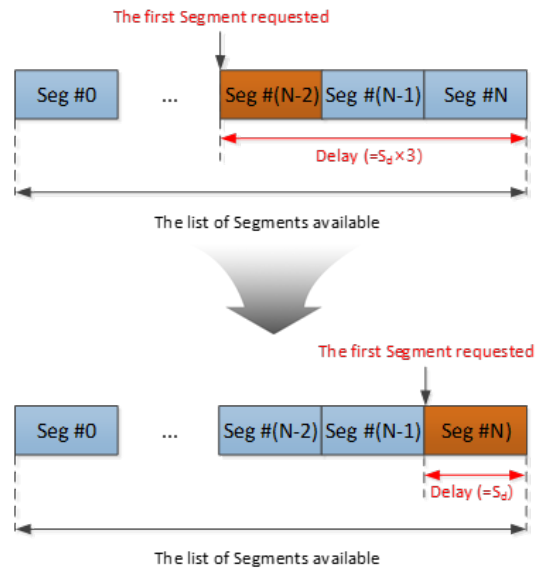 The first Segment requested
Seg #0 ... Seg #(N-2) Seg #(N-1) Seg #N
Delay (=Sd×3)
The list of Segments available
The first Segment requested
Seg #0 ... Seg #(N-2) Seg #(N-1) Seg #N)
Delay (=Sd)
The list of Segments available